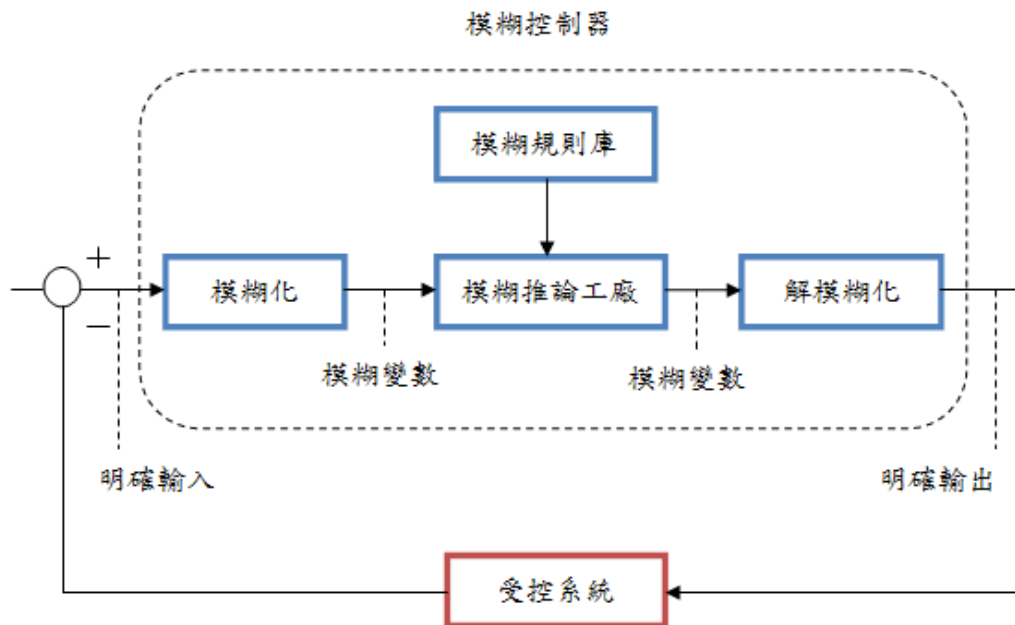 模糊控制器
模糊規則庫
+
模糊化
模糊推論工廠
解模糊化
−
模糊變數
模糊變數
明確輸入
明確輸出
受控系統